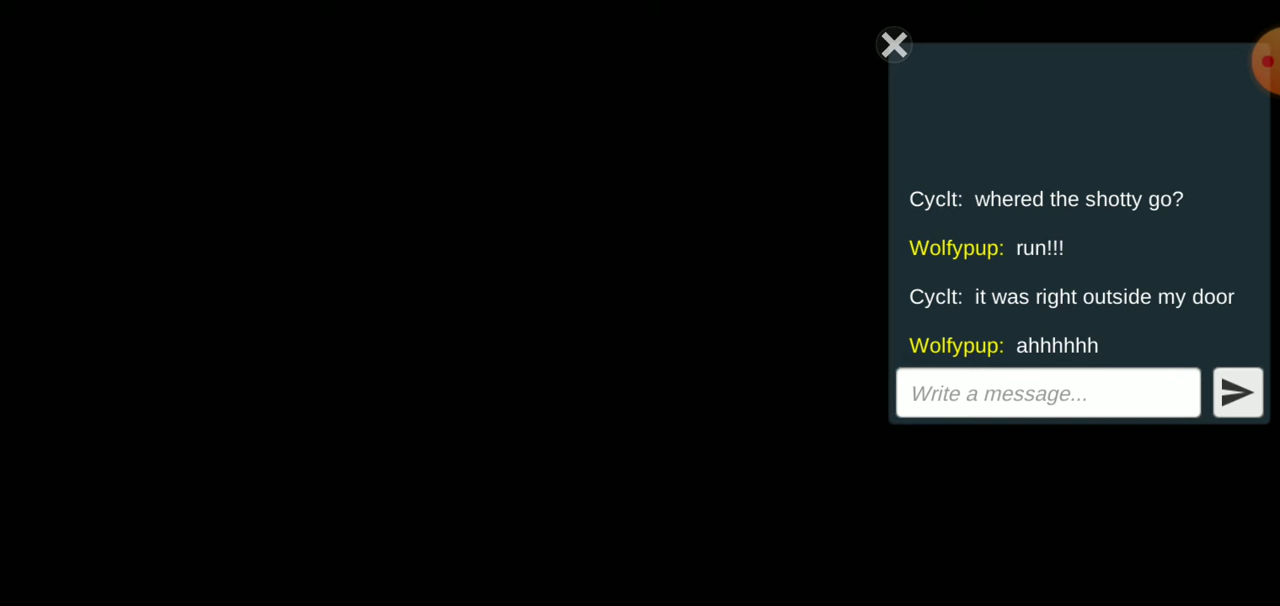 Cyclt: whered the shotty go?
Wolfypup: run!!!
Cyclt: it was right outside my door
Wolfypup: ahhhhhh
Write a message...